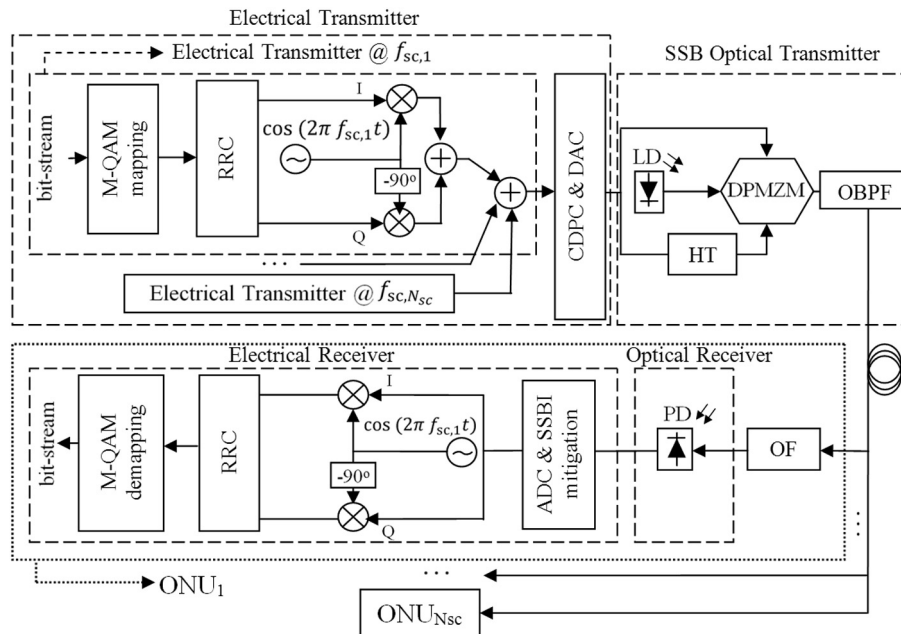 Electrical Transmitter
Electrical Transmitter @ f_sc,1
SSB Optical Transmitter
bit-stream
M-QAM mapping
RRC
I
cos (2π f_sc,1 t)
-90º
Q
CDPC & DAC
LD
DPMZM
OBPF
HT
...
Electrical Transmitter @ f_sc,N_sc
Electrical Receiver
Optical Receiver
bit-stream
M-QAM demapping
RRC
I
cos (2π f_sc,1 t)
-90º
Q
ADC & SSBI mitigation
PD
OF
...
ONU1
...
ONUNsc